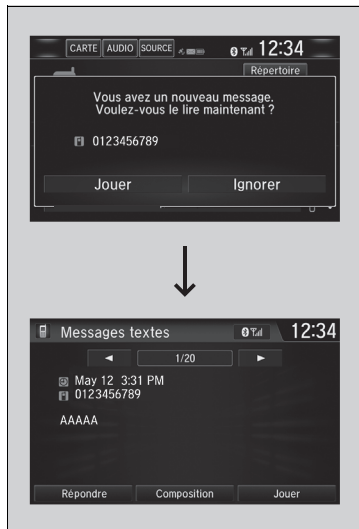 CARTE AUDIO SOURCE 12:34
Répertoire
Vous avez un nouveau message.
Voulez-vous le lire maintenant ?
0123456789
Jouer Ignorer
Messages textes 12:34
1/20
May 12 3:31 PM
0123456789
AAAAA
Répondre Composition Jouer